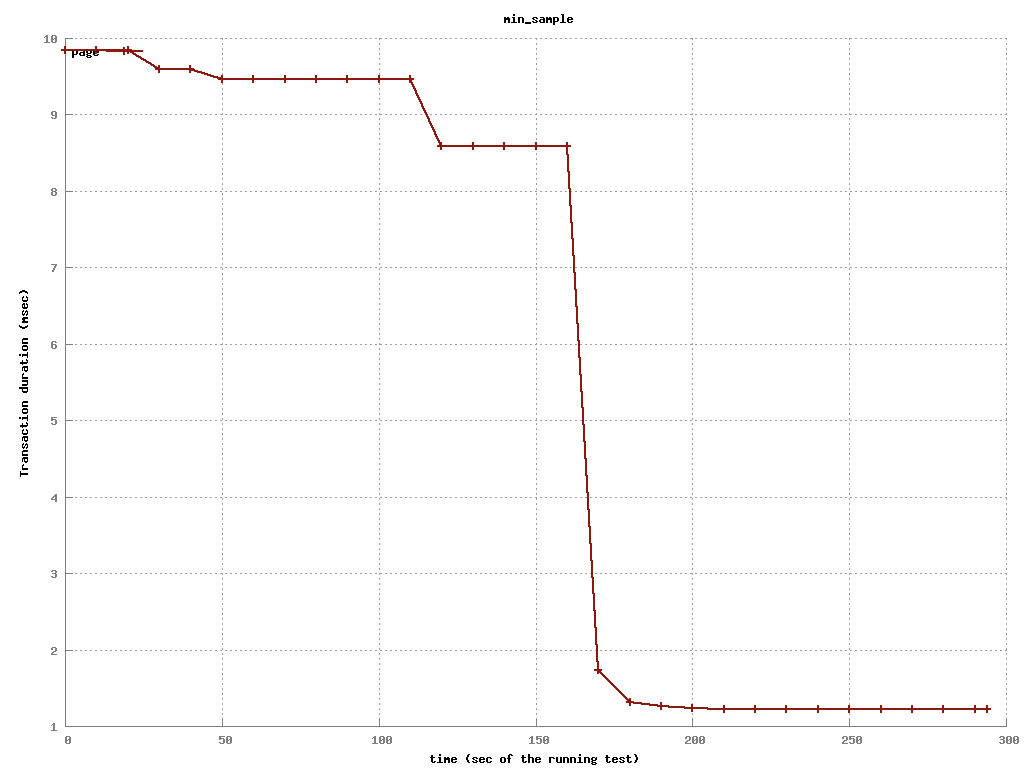 min_sample
10
page
9
8
7
6
5
4
3
2
1
Transaction duration (msec)
0 50 100 150 200 250 300
time (sec of the running test)